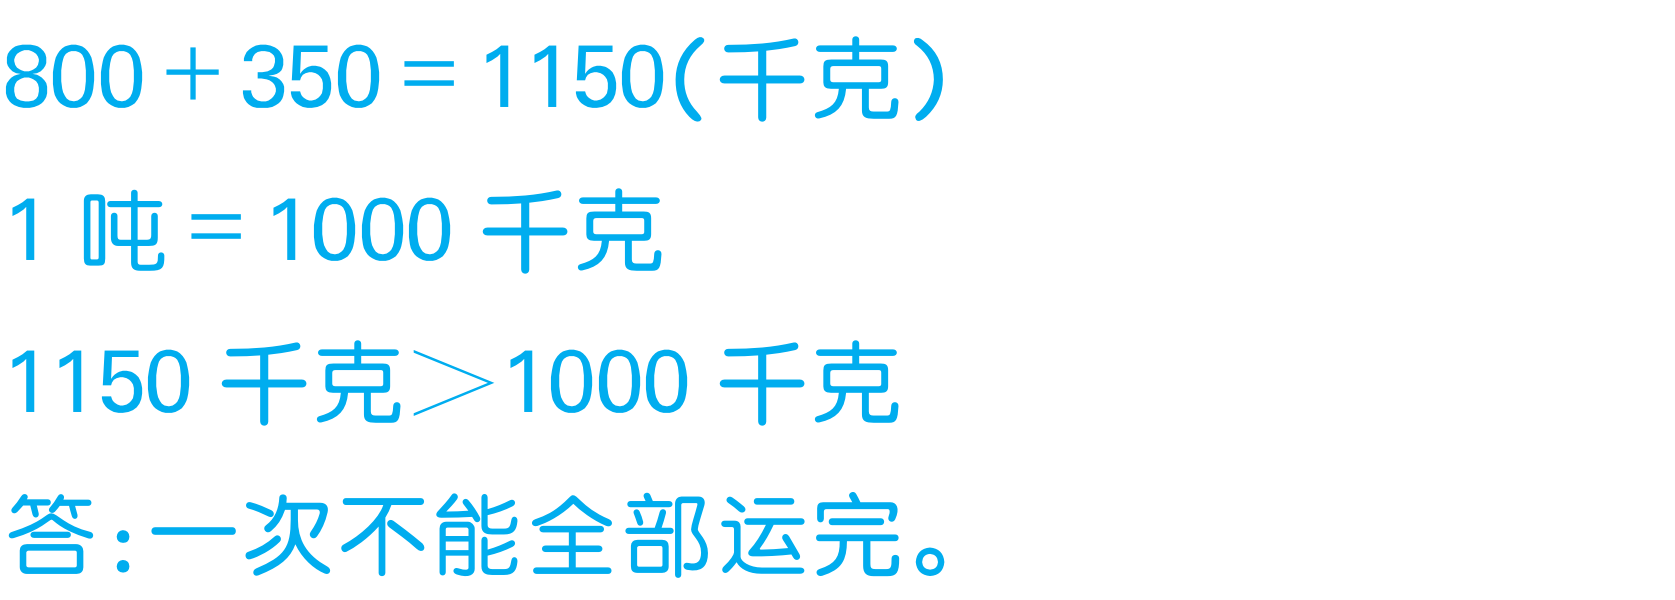 800+350=1150(千克)
1 吨=1000 千克
1150 千克>1000 千克
答:一次不能全部运完。